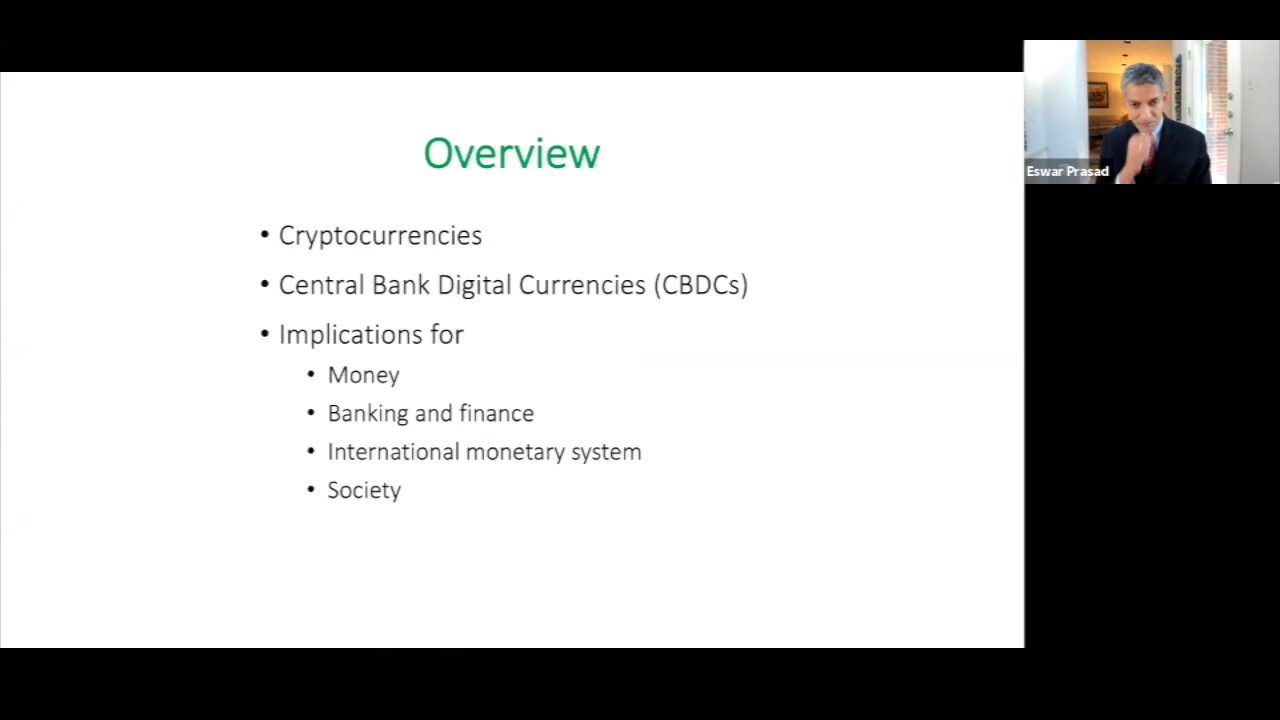 Overview
• Cryptocurrencies
• Central Bank Digital Currencies (CBDCs)
• Implications for
• Money
• Banking and finance
• International monetary system
• Society
Eswar Prasad